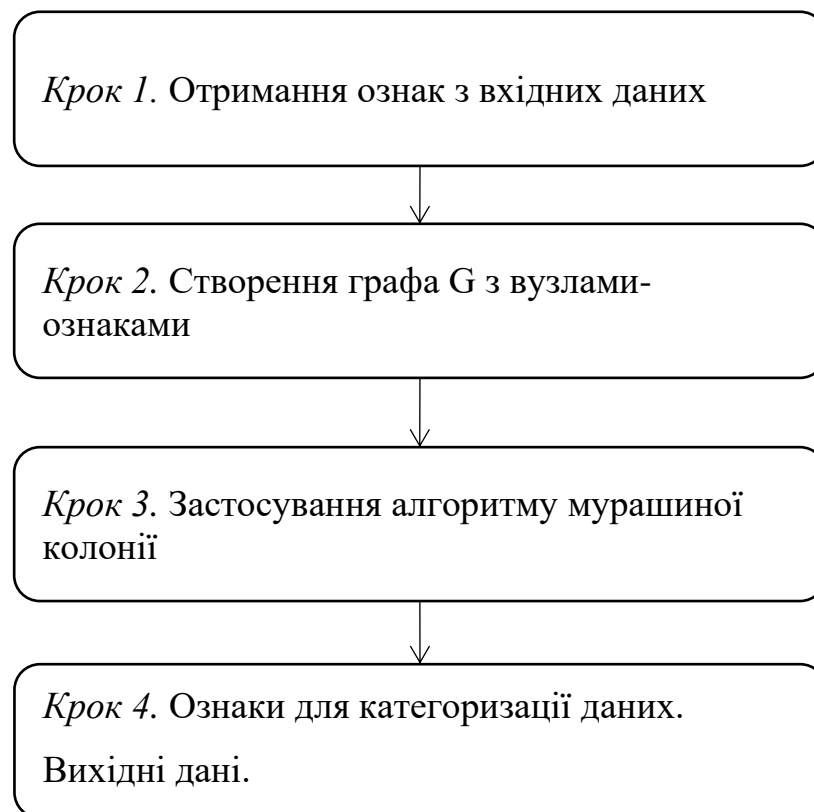 Крок 1. Отримання ознак з вхідних даних
Крок 2. Створення графа G з вузлами-
ознаками
Крок 3. Застосування алгоритму мурашиної
колонії
Крок 4. Ознаки для категоризації даних.
Вихідні дані.